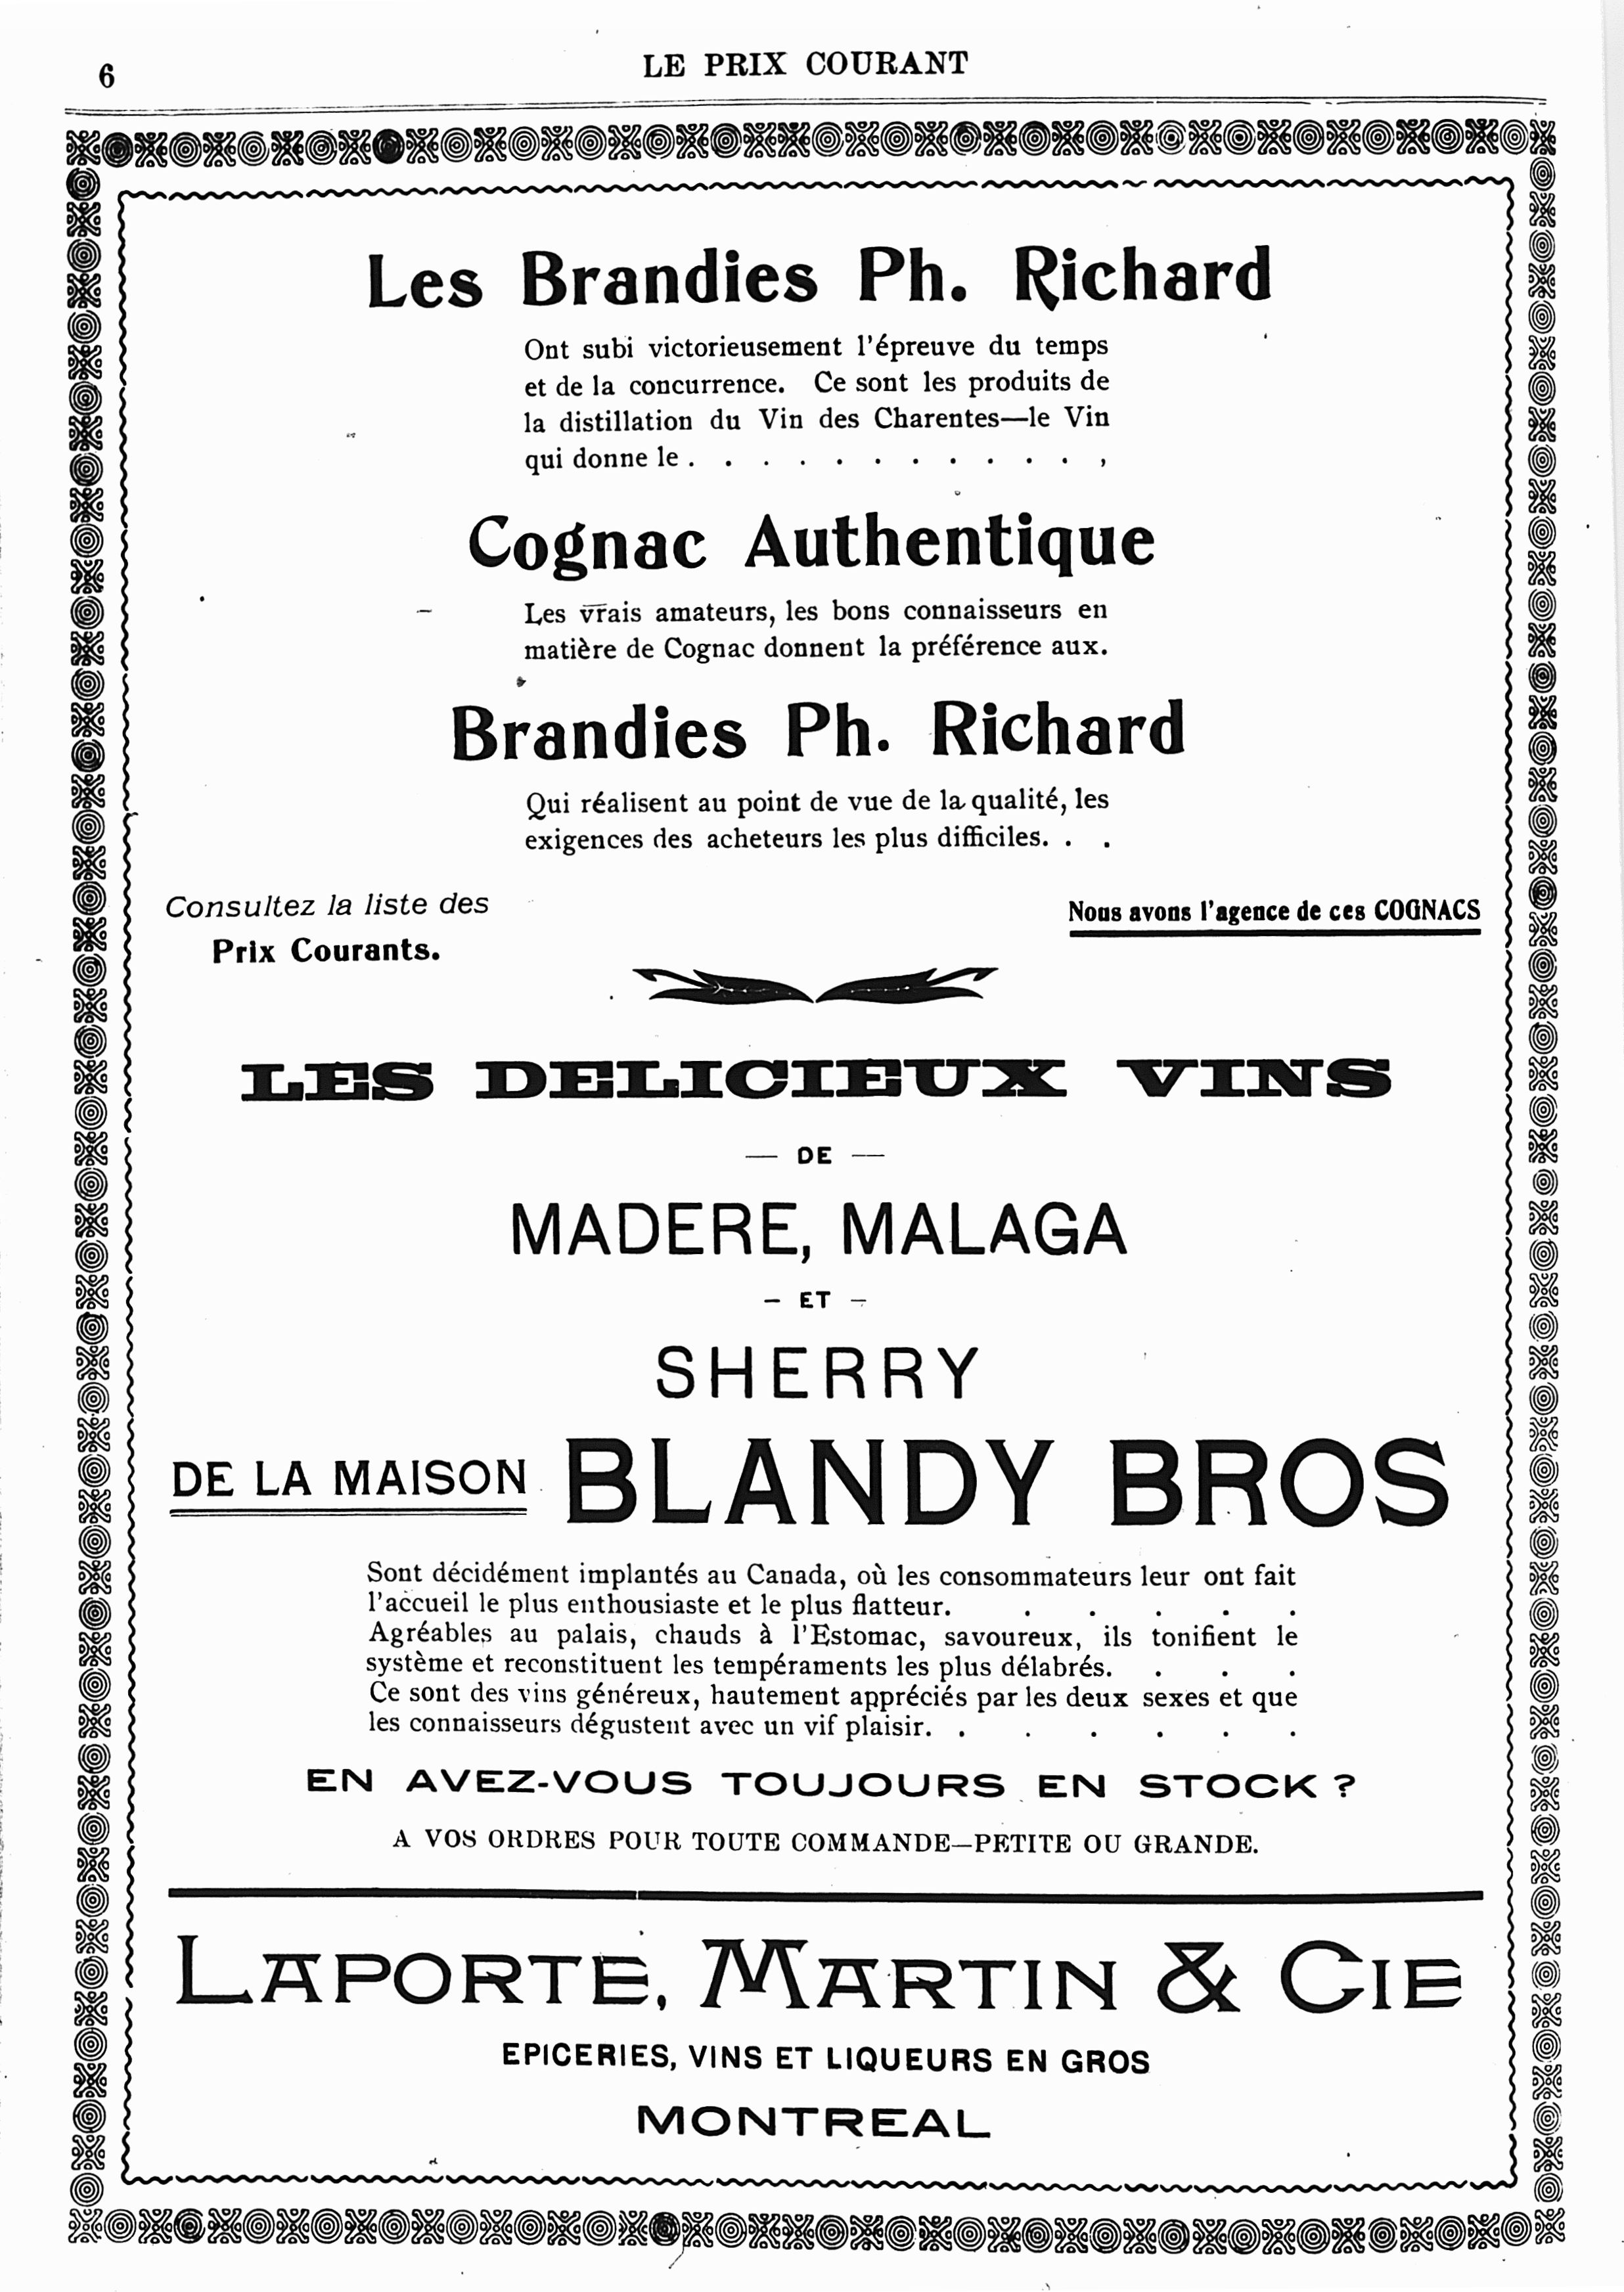 6
LE PRIX COURANT
Les Brandies Ph. Richard
Ont subi victorieusement l'épreuve du temps
et de la concurrence. Ce sont les produits de
la distillation du Vin des Charentes—le Vin
qui donne le . . . . . . . . . . . ,
Cognac Authentique
Les vrais amateurs, les bons connaisseurs en
matière de Cognac donnent la préférence aux.
Brandies Ph. Richard
Qui réalisent au point de vue de la qualité, les
exigences des acheteurs les plus difficiles. . .
Consultez la liste des
Prix Courants.
Nous avons l'agence de ces COGNACS
LES DELICIEUX VINS
— DE —
MADERE, MALAGA
– ET –
SHERRY
DE LA MAISON BLANDY BROS
Sont décidément implantés au Canada, où les consommateurs leur ont fait
l'accueil le plus enthousiaste et le plus flatteur. . . . . .
Agréables au palais, chauds à l'Estomac, savoureux, ils tonifient le
système et reconstituent les tempéraments les plus délabrés. . . .
Ce sont des vins généreux, hautement appréciés par les deux sexes et que
les connaisseurs dégustent avec un vif plaisir. . . . . . .
EN AVEZ-VOUS TOUJOURS EN STOCK ?
A VOS ORDRES POUR TOUTE COMMANDE—PETITE OU GRANDE.
LAPORTE, MARTIN & CIE
EPICERIES, VINS ET LIQUEURS EN GROS
MONTREAL